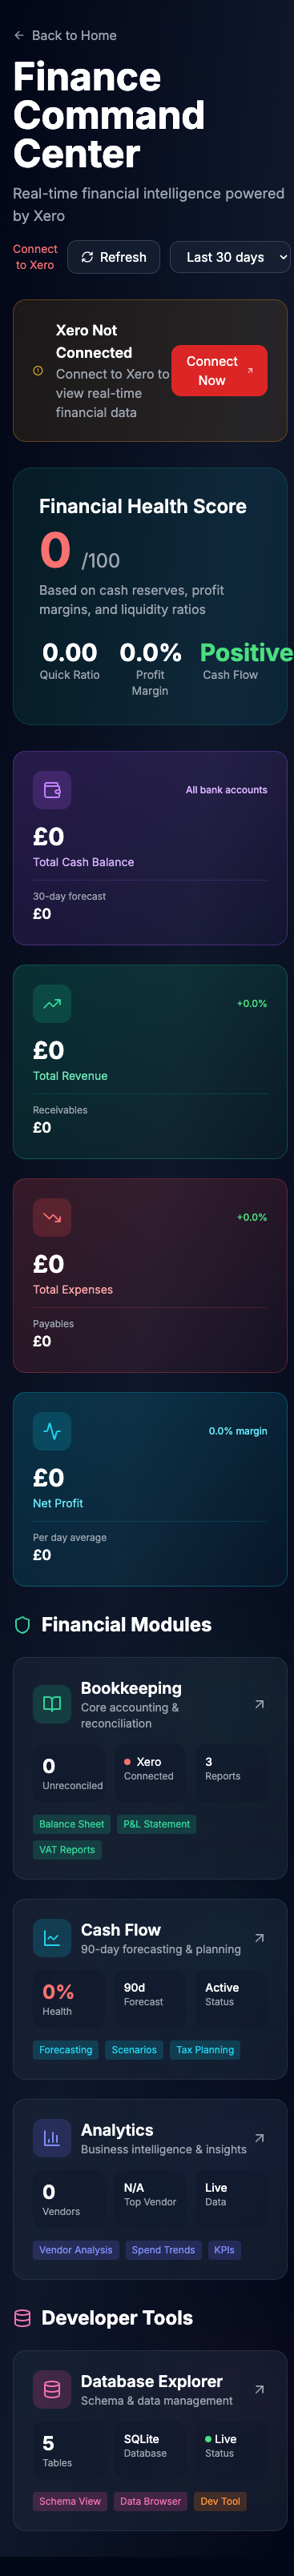 Back to Home
Finance
Command
Center
Real-time financial intelligence powered
by Xero
Connect
to Xero
Refresh
Last 30 days
Xero Not
Connected
Connect to Xero to
view real-time
financial data
Connect
Now
Financial Health Score
0 /100
Based on cash reserves, profit
margins, and liquidity ratios
0.00 0.0% Positive
Quick Ratio Profit Cash Flow
Margin
All bank accounts
£0
Total Cash Balance
30-day forecast
£0
+0.0%
£0
Total Revenue
Receivables
£0
+0.0%
£0
Total Expenses
Payables
£0
0.0% margin
£0
Net Profit
Per day average
£0
Financial Modules
Bookkeeping
Core accounting &
reconciliation
0 Xero 3
Unreconciled Connected Reports
Balance Sheet P&L Statement
VAT Reports
Cash Flow
90-day forecasting & planning
0% 90d Active
Health Forecast Status
Forecasting Scenarios Tax Planning
Analytics
Business intelligence & insights
0 N/A Live
Vendors Top Vendor Data
Vendor Analysis Spend Trends KPIs
Developer Tools
Database Explorer
Schema & data management
5 SQLite Live
Tables Database Status
Schema View Data Browser Dev Tool